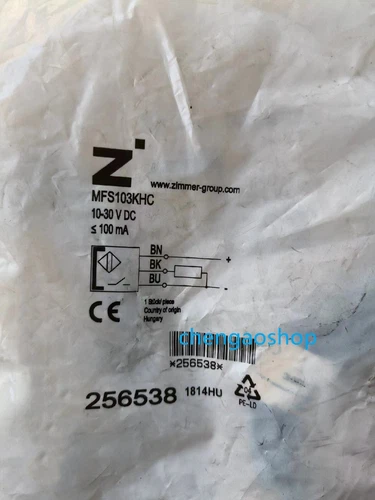 Z
www.zimmer-group.com
MFS103KHC
10-30 V DC
≤ 100 mA
BN
+
BK
BU
-
CE
1 Stück/ piece
Country of origin
Hungary
chengaoshop
*256538*
256538 1814HU
04
PE-LD